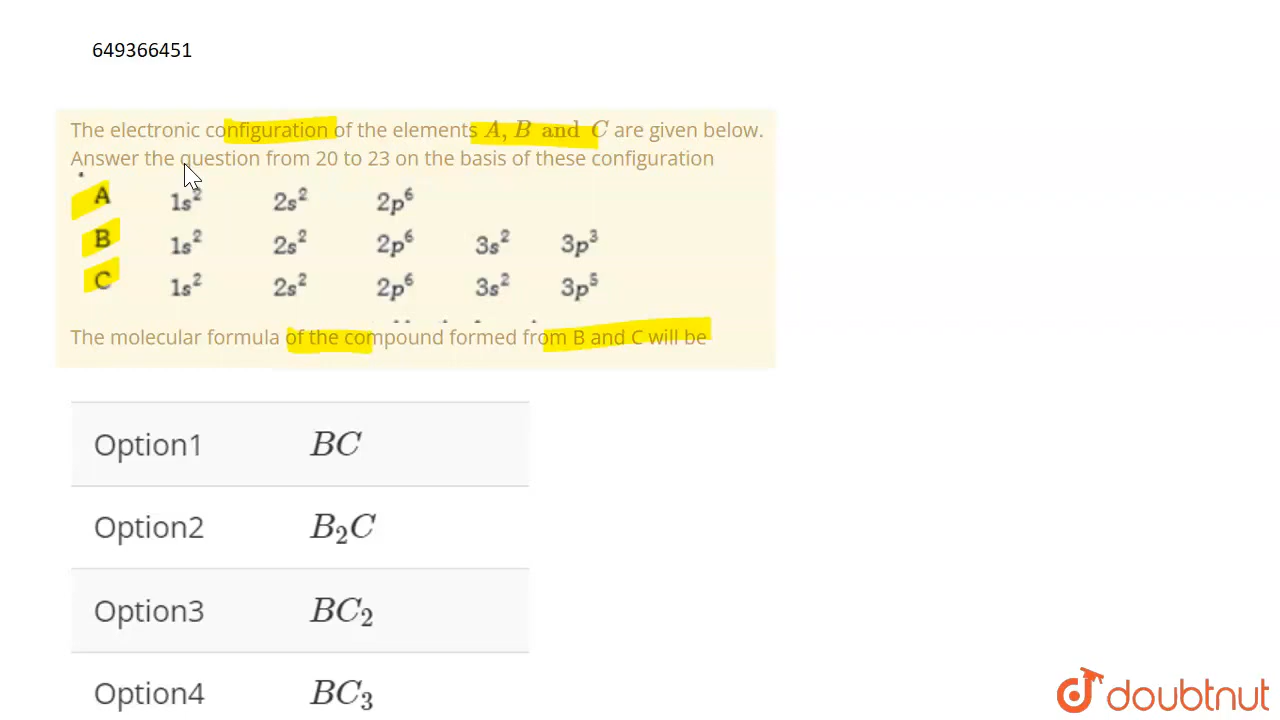 649366451
The electronic configuration of the elements A, B and C are given below.
Answer the question from 20 to 23 on the basis of these configuration
A 1s² 2s² 2p⁶
B 1s² 2s² 2p⁶ 3s² 3p³
C 1s² 2s² 2p⁶ 3s² 3p⁵
The molecular formula of the compound formed from B and C will be
Option1 BC
Option2 B₂C
Option3 BC₂
Option4 BC₃
doubtnut